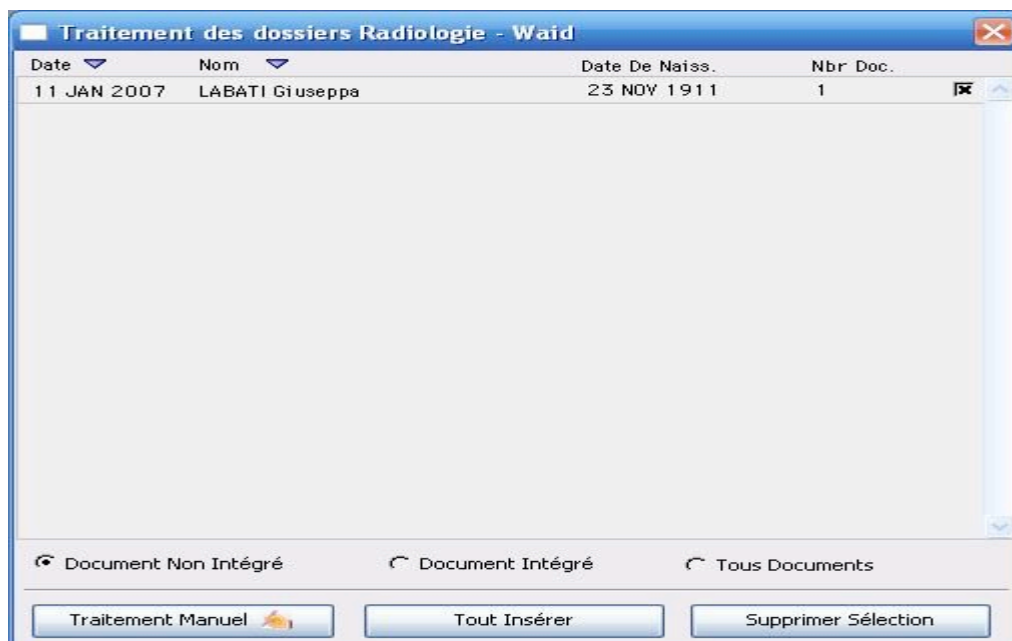 Traitement des dossiers Radiologie - Waid
Date Nom Date De Naiss. Nbr Doc.
11 JAN 2007 LABATI Giuseppa 23 NOV 1911 1
Document Non Intégré Document Intégré Tous Documents
Traitement Manuel Tout Insérer Supprimer Sélection